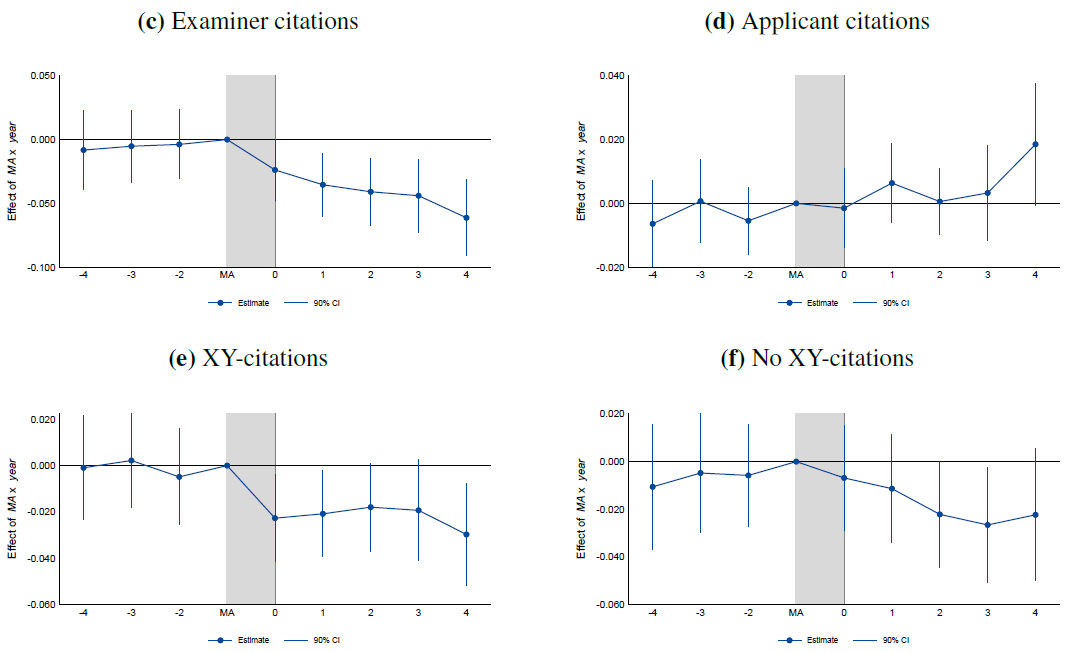 (c) Examiner citations
0.050
0.000
-0.050
-0.100
Effect of MA x year
-4 -3 -2 MA 0 1 2 3 4
Estimate 90% CI
(d) Applicant citations
0.040
0.020
0.000
-0.020
Effect of MA x year
-4 -3 -2 MA 0 1 2 3 4
Estimate 90% CI
(e) XY-citations
0.020
0.000
-0.020
-0.040
-0.060
Effect of MA x year
-4 -3 -2 MA 0 1 2 3 4
Estimate 90% CI
(f) No XY-citations
0.020
0.000
-0.020
-0.040
-0.060
Effect of MA x year
-4 -3 -2 MA 0 1 2 3 4
Estimate 90% CI